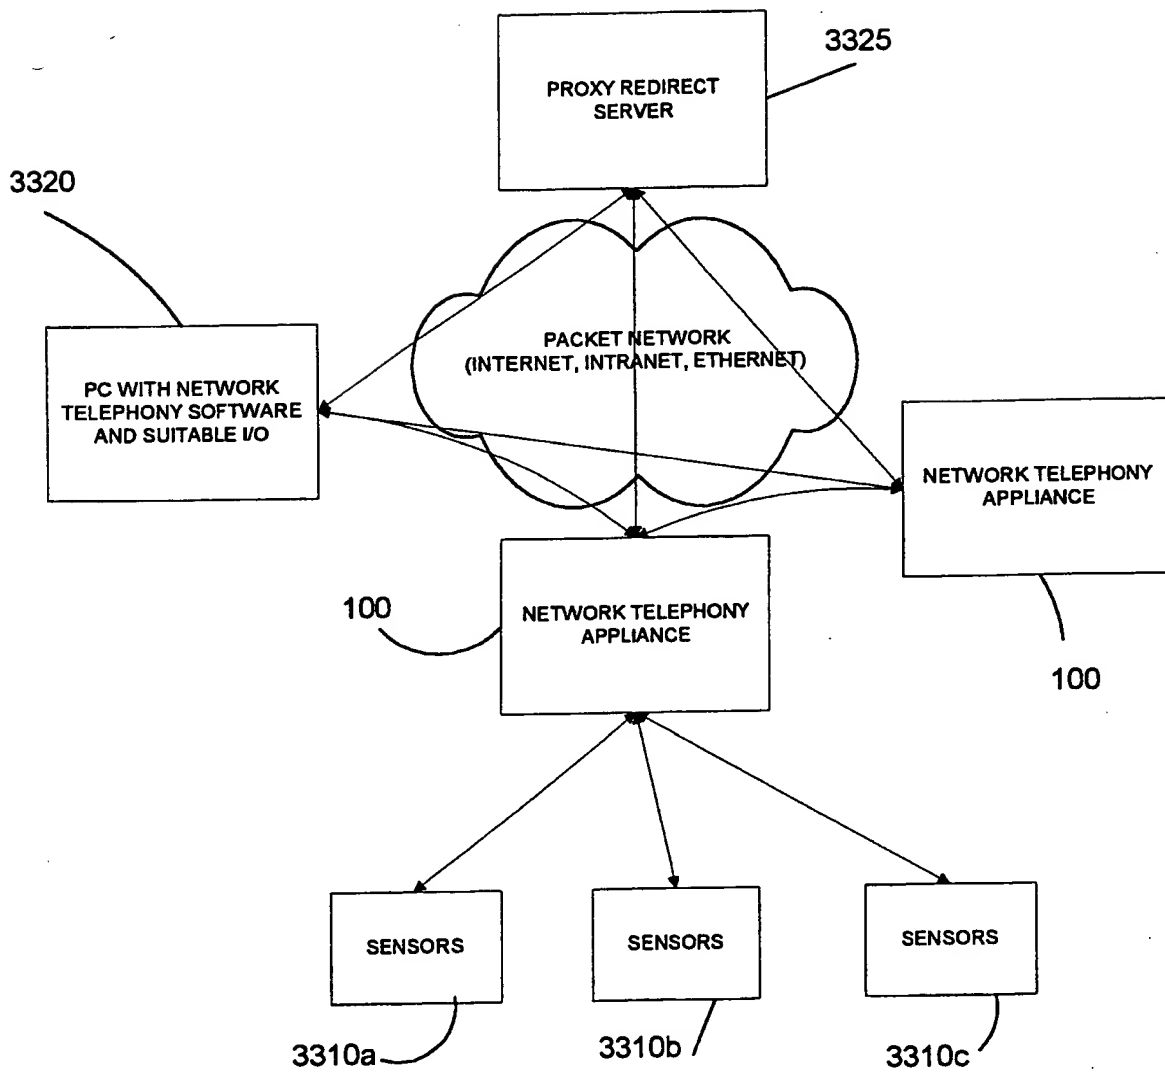 3325
PROXY REDIRECT
SERVER
3320
PACKET NETWORK
(INTERNET, INTRANET, ETHERNET)
PC WITH NETWORK
TELEPHONY SOFTWARE
AND SUITABLE I/O
NETWORK TELEPHONY
APPLIANCE
100
NETWORK TELEPHONY
APPLIANCE
100
SENSORS
SENSORS
SENSORS
3310a
3310b
3310c